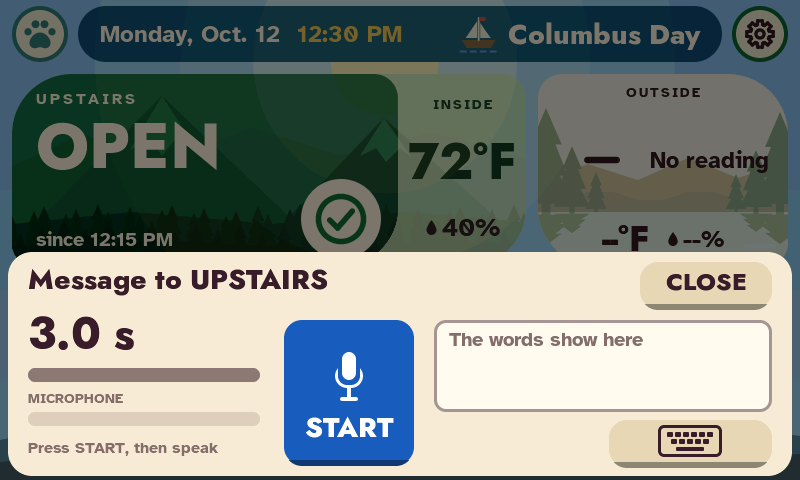 Monday, Oct. 12 12:30 PM Columbus Day
UPSTAIRS
OPEN
since 12:15 PM
INSIDE
72°F
40%
OUTSIDE
No reading
--°F --%
Message to UPSTAIRS
CLOSE
3.0 s
MICROPHONE
Press START, then speak
START
The words show here